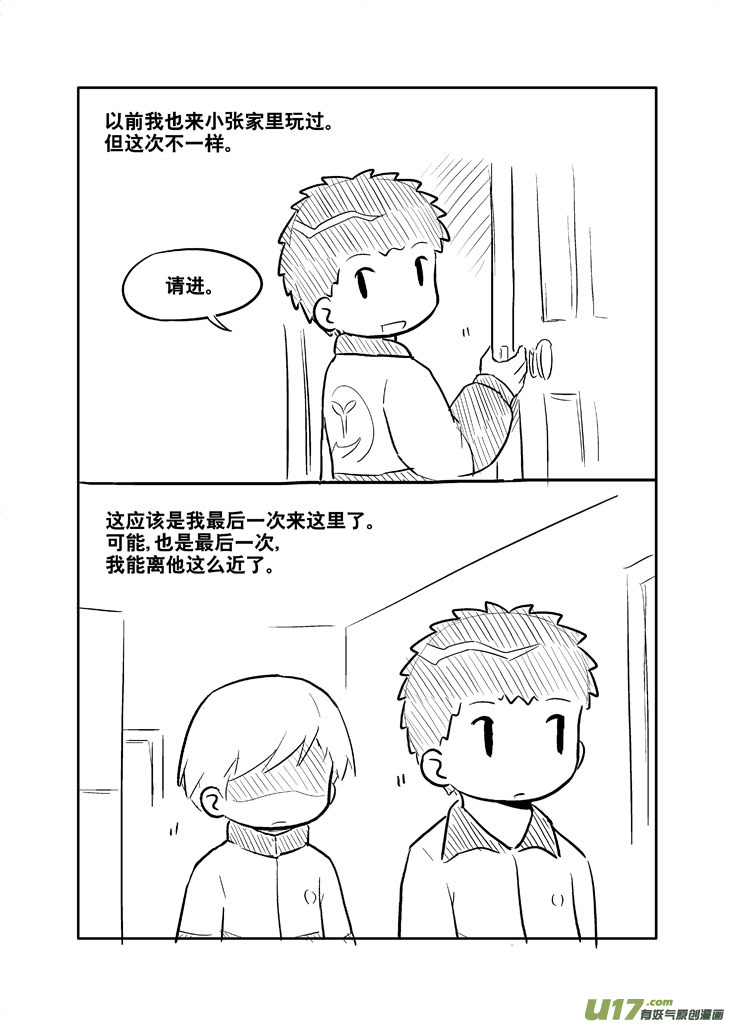 以前我也来小张家里玩过。
但这次不一样。
请进。
这应该是我最后一次来这里了。
可能,也是最后一次,
我能离他这么近了。
U17.com
有妖气原创漫画